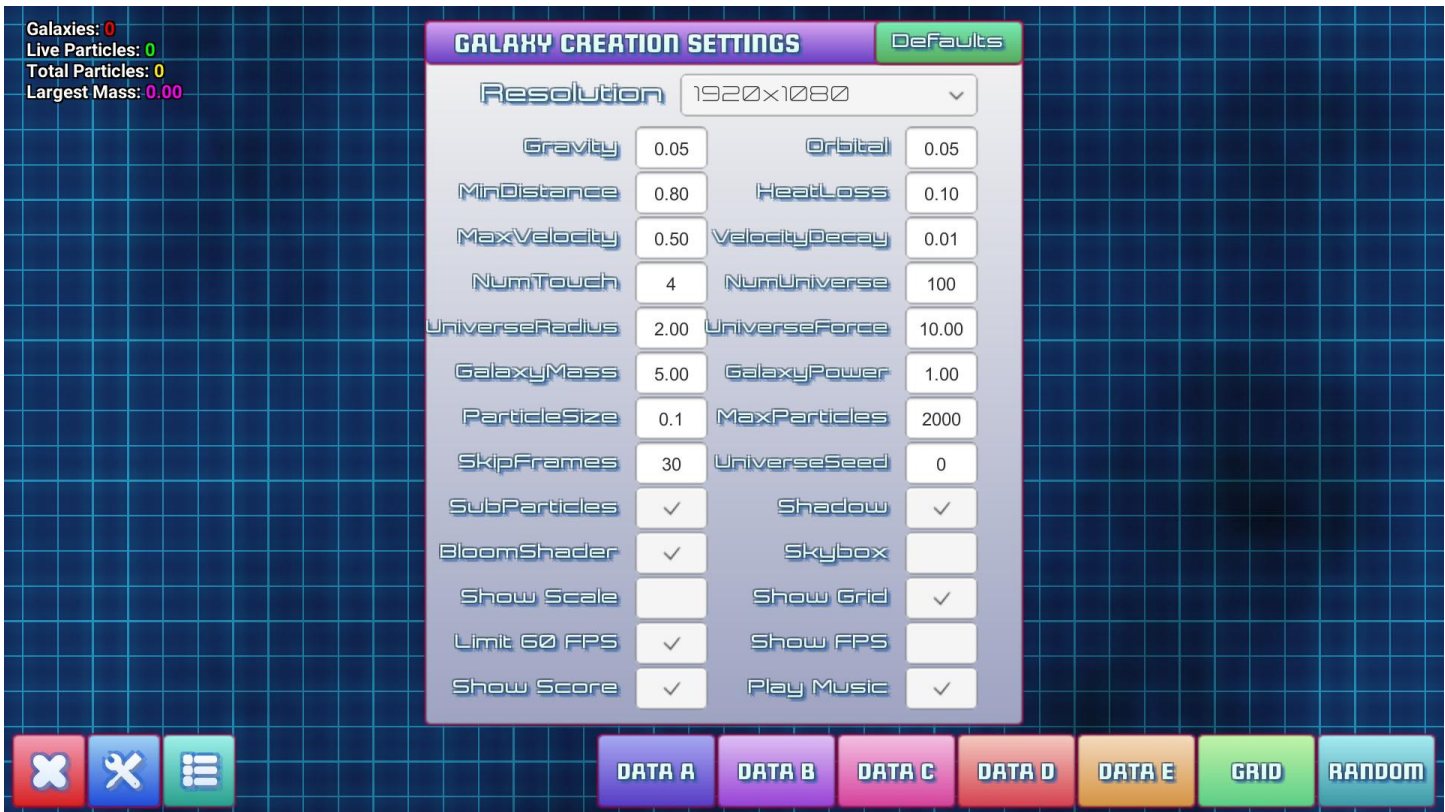 Galaxies: 0
Live Particles: 0
Total Particles: 0
Largest Mass: 0.00
GALAXY CREATION SETTINGS Defaults
Resolution 1920x1080
Gravity 0.05 Orbital 0.05
MinDistance 0.80 HeatLoss 0.10
MaxVelocity 0.50 VelocityDecay 0.01
NumTouch 4 NumUniverse 100
UniverseRadius 2.00 UniverseForce 10.00
GalaxyMass 5.00 GalaxyPower 1.00
ParticleSize 0.1 MaxParticles 2000
SkipFrames 30 UniverseSeed 0
SubParticles Shadow
BloomShader Skybox
Show Scale Show Grid
Limit 60 FPS Show FPS
Show Score Play Music
DATA A DATA B DATA C DATA D DATA E GRID RANDOM